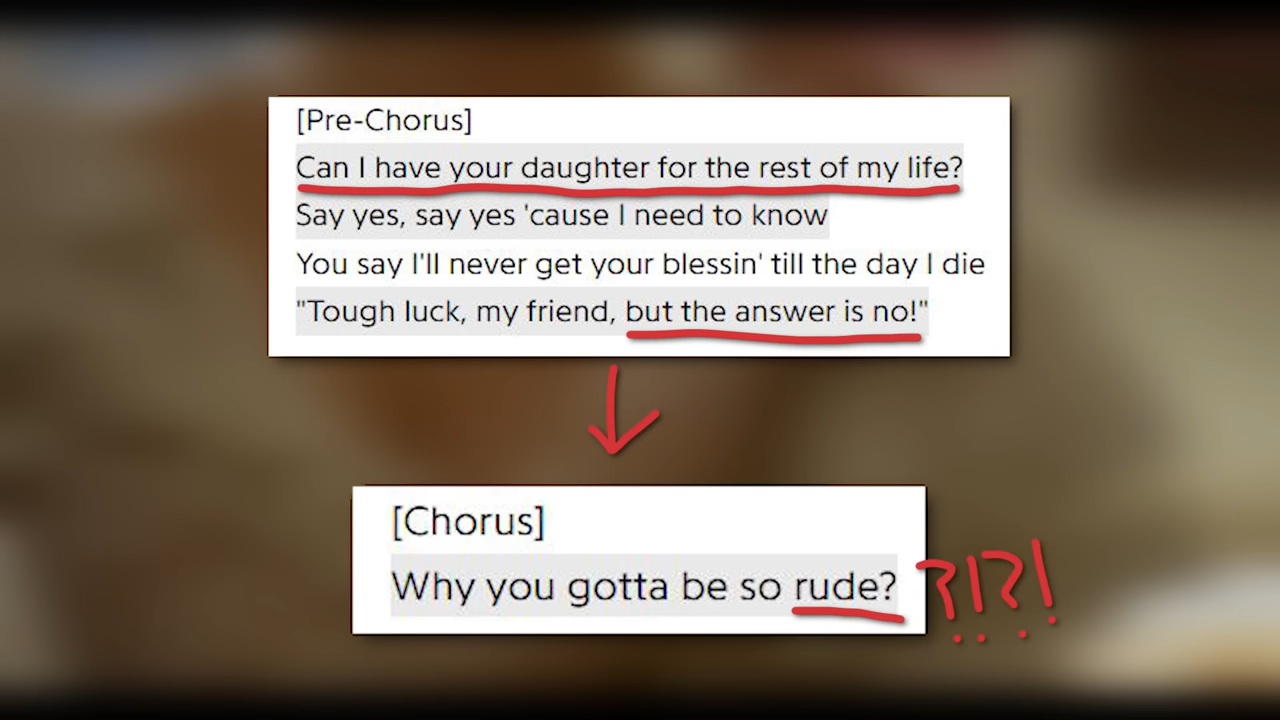 [Pre-Chorus]
Can I have your daughter for the rest of my life?
Say yes, say yes 'cause I need to know
You say I'll never get your blessin' till the day I die
"Tough luck, my friend, but the answer is no!"
[Chorus]
Why you gotta be so rude?
?!?!